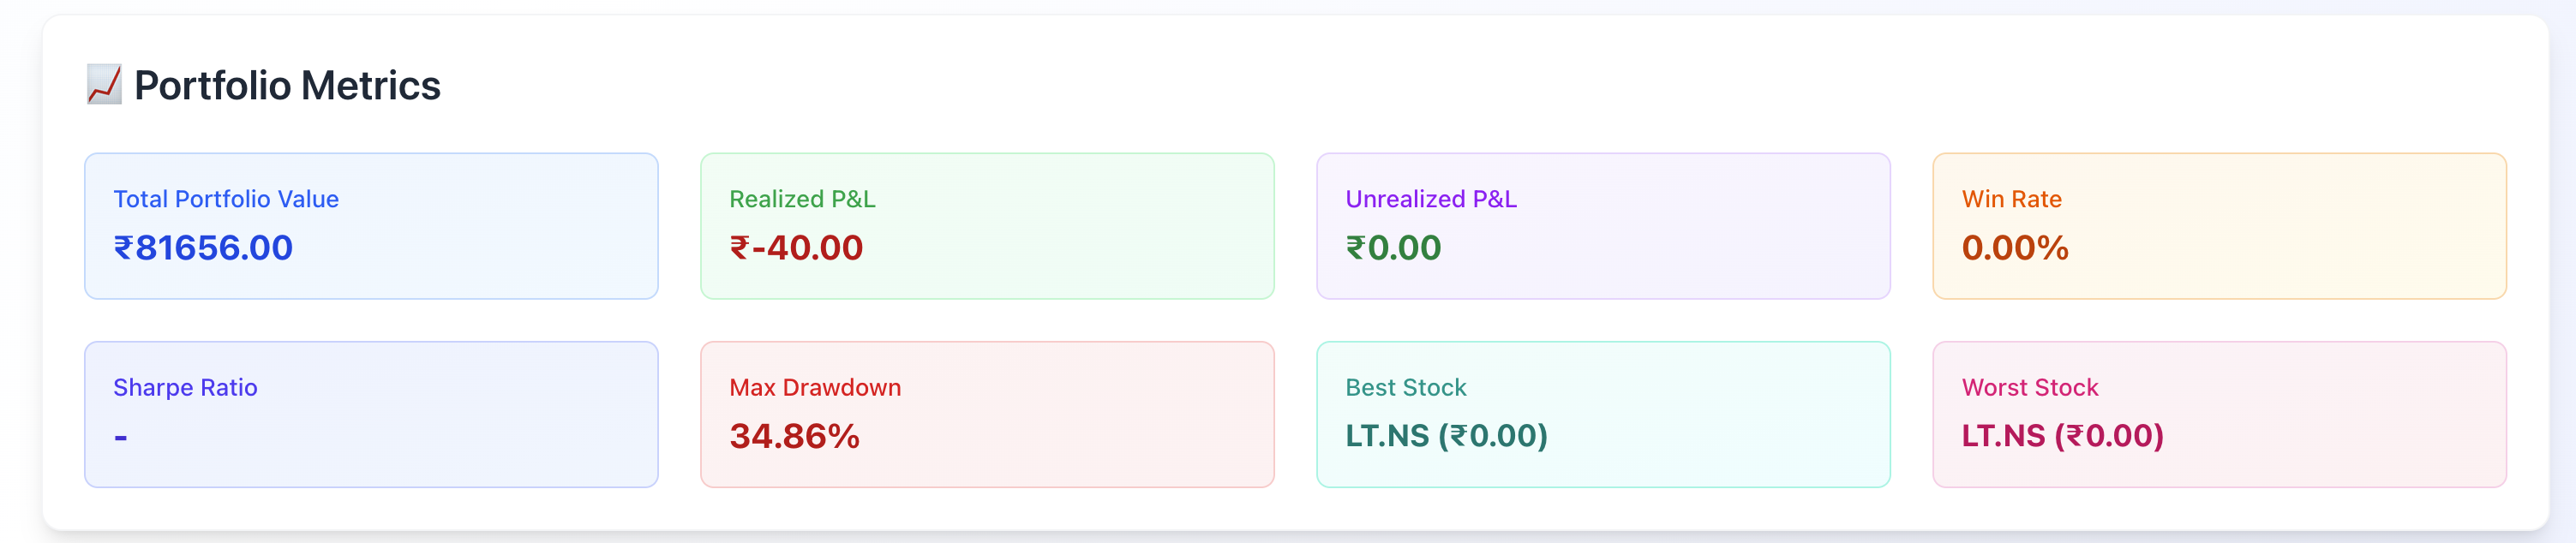 📈 Portfolio Metrics
Total Portfolio Value
₹81656.00
Realized P&L
₹-40.00
Unrealized P&L
₹0.00
Win Rate
0.00%
Sharpe Ratio
-
Max Drawdown
34.86%
Best Stock
LT.NS (₹0.00)
Worst Stock
LT.NS (₹0.00)